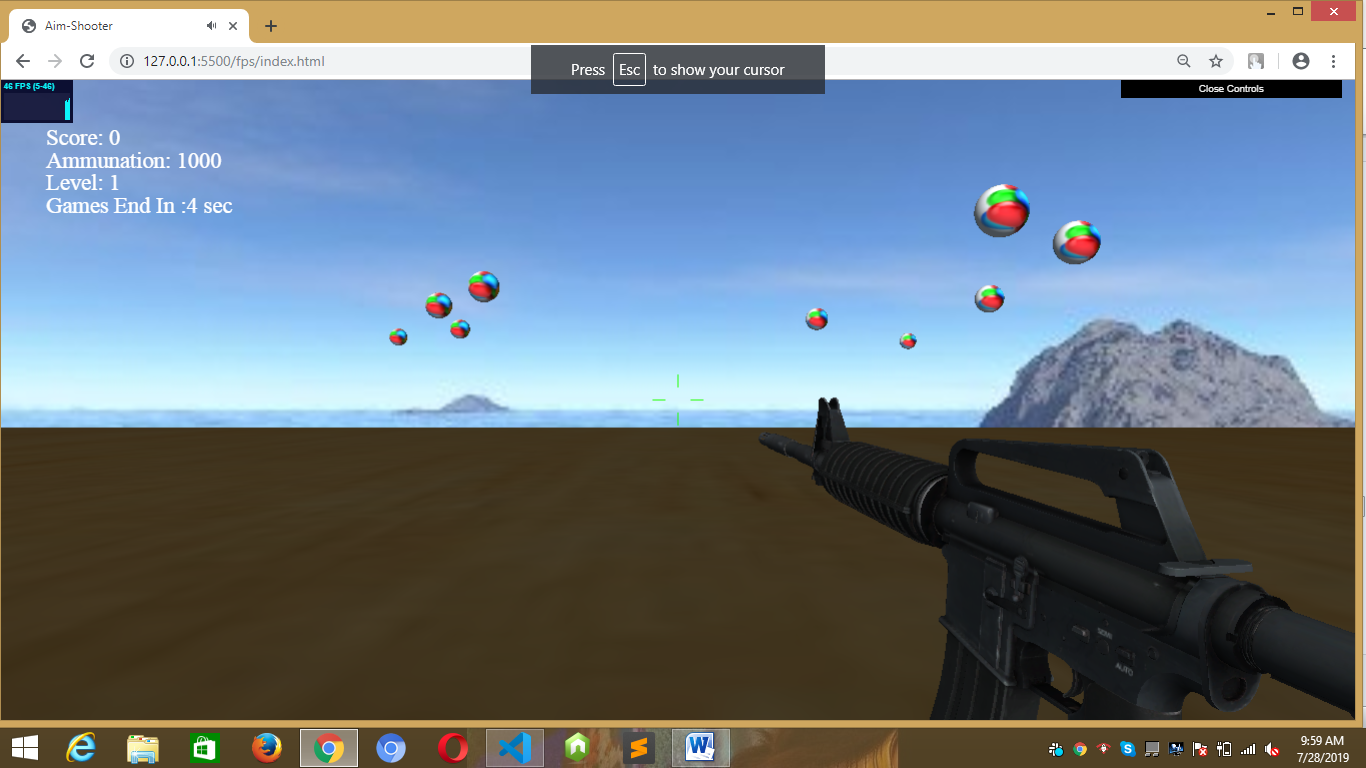 Aim-Shooter
127.0.0.1:5500/fps/index.html
Press Esc to show your cursor
46 FPS (5-46)
Close Controls
Score: 0
Ammunation: 1000
Level: 1
Games End In :4 sec
SEMI
AUTO
9:59 AM
7/28/2019